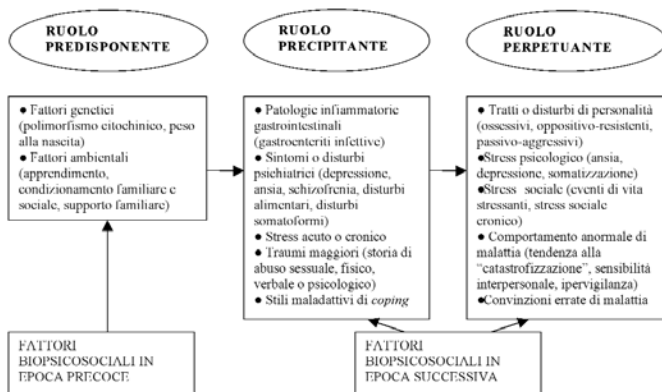 RUOLO
PREDISPONENTE
RUOLO
PRECIPITANTE
RUOLO
PERPETUANTE
● Fattori genetici
(polimorfismo citochinico, peso
alla nascita)
● Fattori ambientali
(apprendimento,
condizionamento familiare e
sociale, supporto familiare)
● Patologie infiammatorie
gastrointestinali
(gastroenteriti infettive)
● Sintomi o disturbi
psichiatrici (depressione,
ansia, schizofrenia, disturbi
alimentari, disturbi
somatoformi)
● Stress acuto o cronico
● Traumi maggiori (storia di
abuso sessuale, fisico,
verbale o psicologico)
● Stili maladattivi di coping
● Tratti o disturbi di personalità
(ossessivi, oppositivo-resistenti,
passivo-aggressivi)
● Stress psicologico (ansia,
depressione, somatizzazione)
● Stress sociale (eventi di vita
stressanti, stress sociale
cronico)
● Comportamento anormale di
malattia (tendenza alla
“catastrofizzazione”, sensibilità
interpersonale, ipervigilanza)
● Convinzioni errate di malattia
FATTORI
BIOPSICOSOCIALI IN
EPOCA PRECOCE
FATTORI
BIOPSICOSOCIALI IN
EPOCA SUCCESSIVA